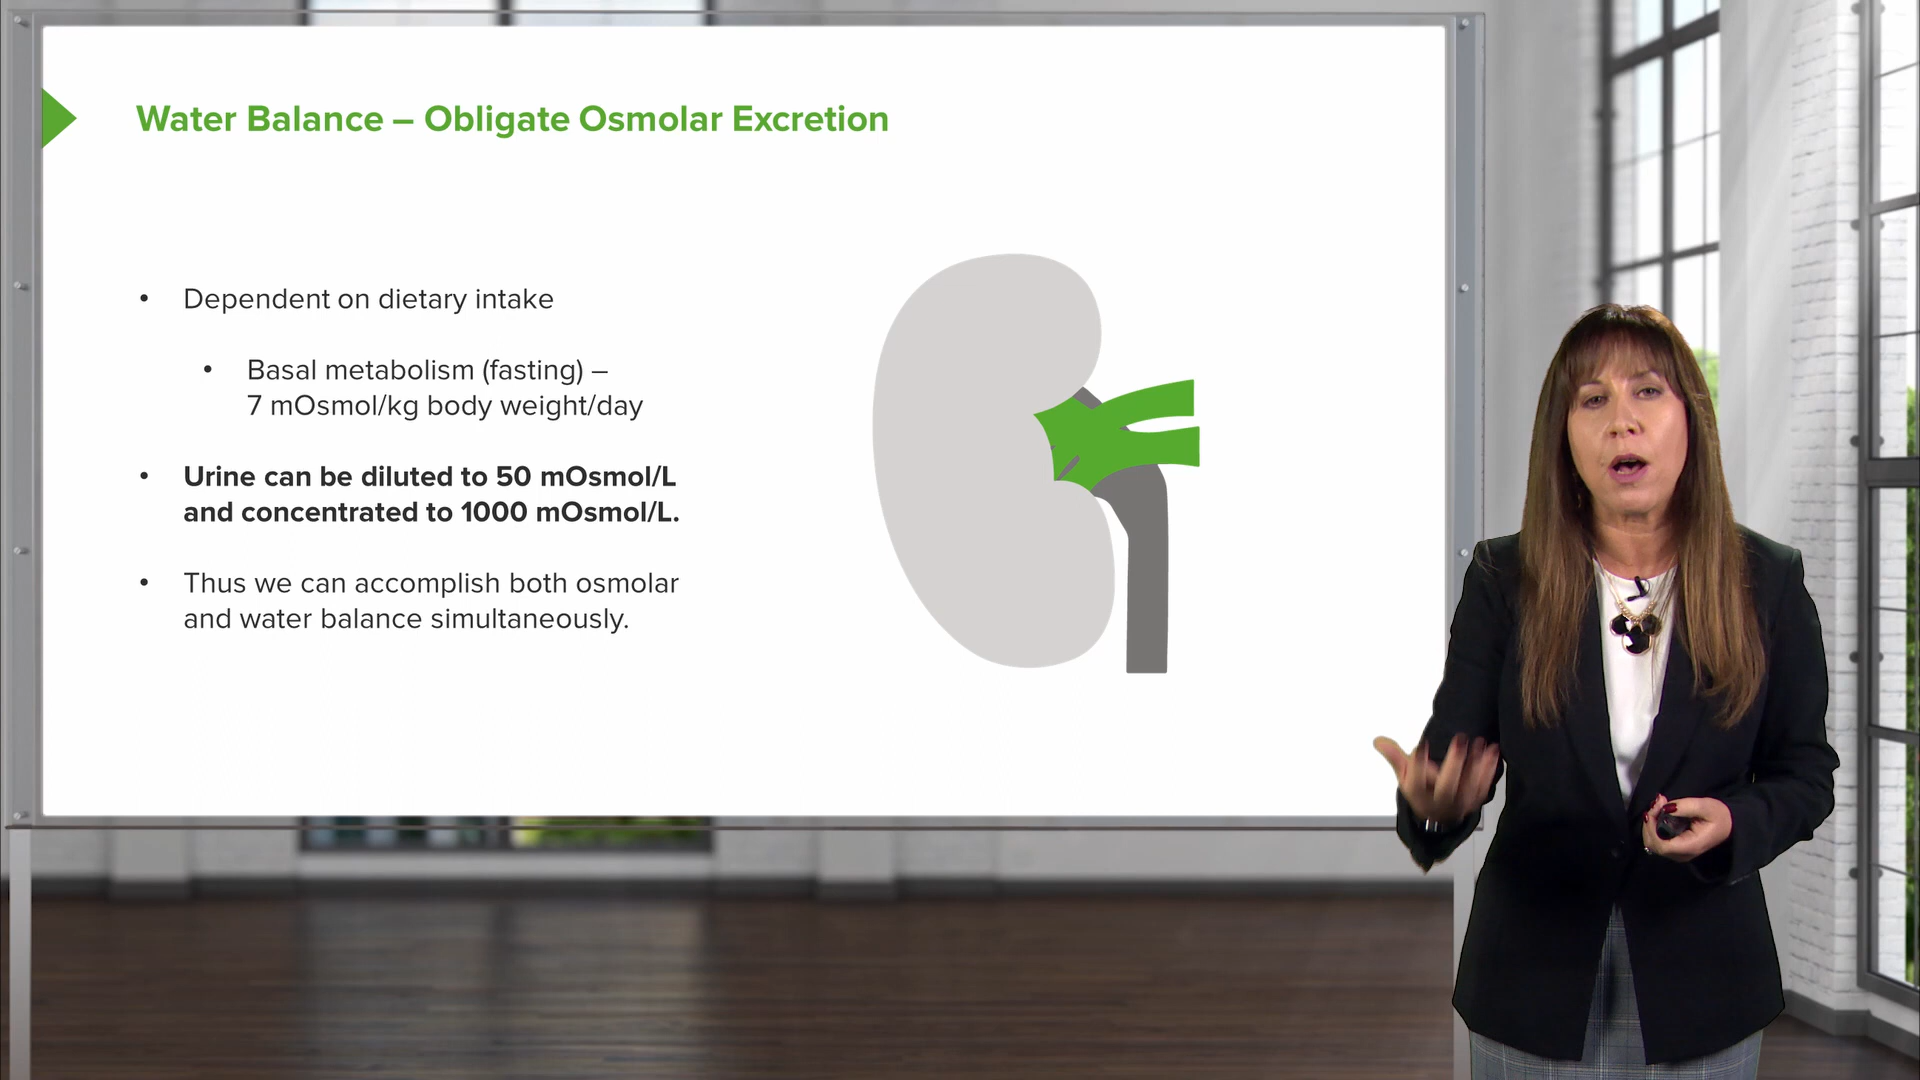 Water Balance – Obligate Osmolar Excretion
• Dependent on dietary intake
• Basal metabolism (fasting) –
7 mOsmol/kg body weight/day
• Urine can be diluted to 50 mOsmol/L
and concentrated to 1000 mOsmol/L.
• Thus we can accomplish both osmolar
and water balance simultaneously.